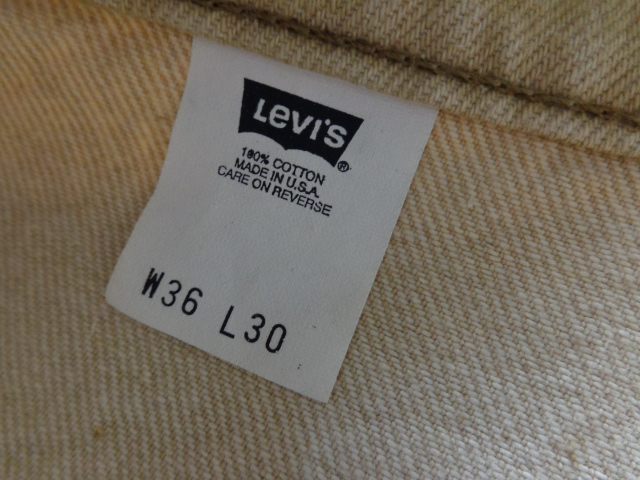 Levi's ®
100% COTTON
MADE IN U.S.A.
CARE ON REVERSE
W36 L30